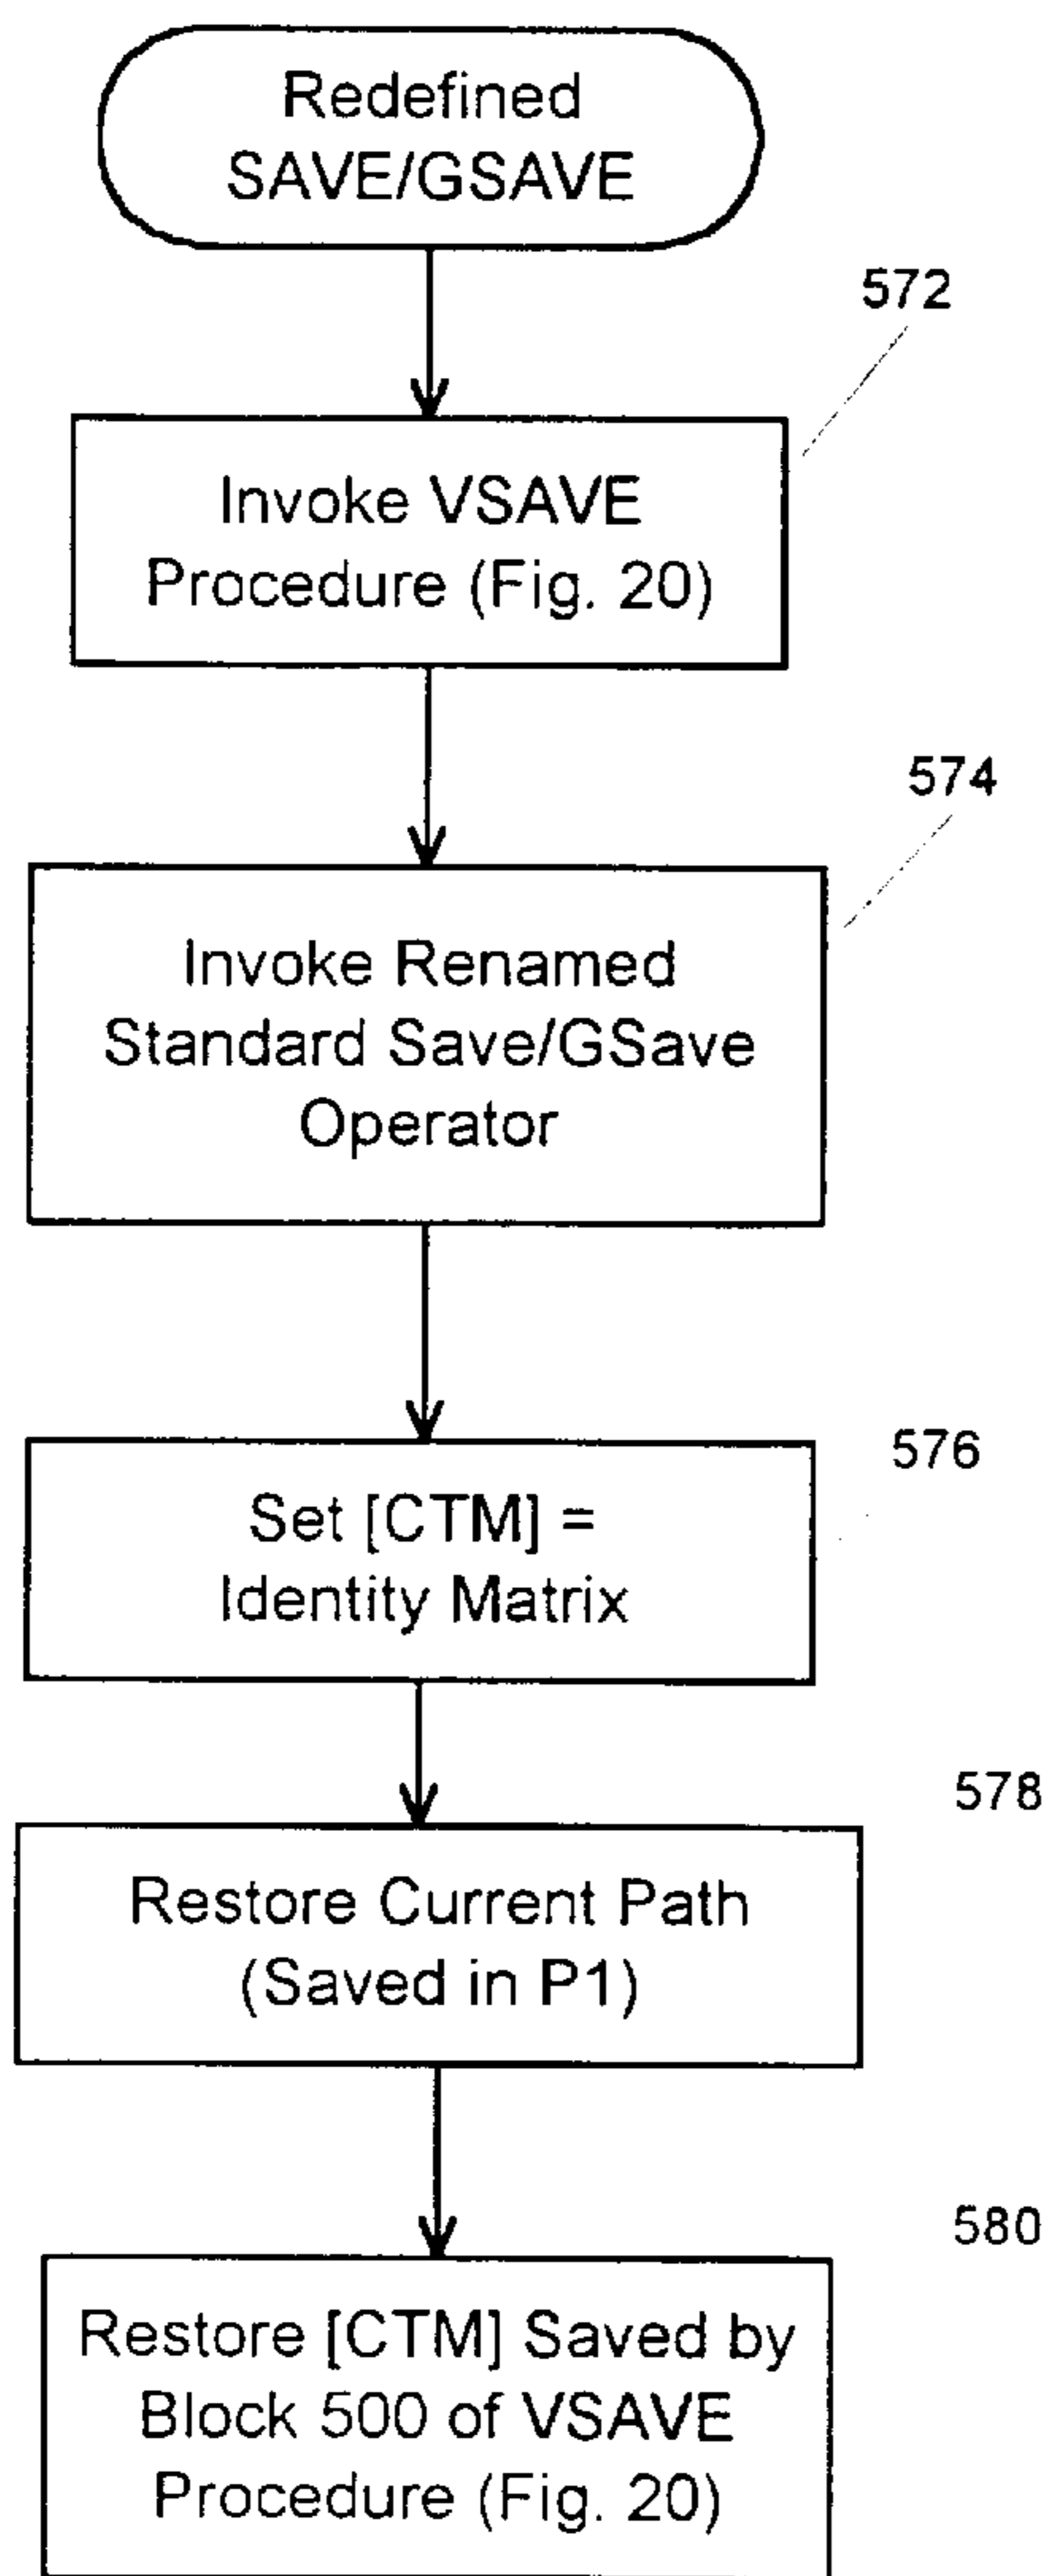 Redefined
SAVE/GSAVE
572
Invoke VSAVE
Procedure (Fig. 20)
574
Invoke Renamed
Standard Save/GSave
Operator
576
Set [CTM] =
Identity Matrix
578
Restore Current Path
(Saved in P1)
580
Restore [CTM] Saved by
Block 500 of VSAVE
Procedure (Fig. 20)